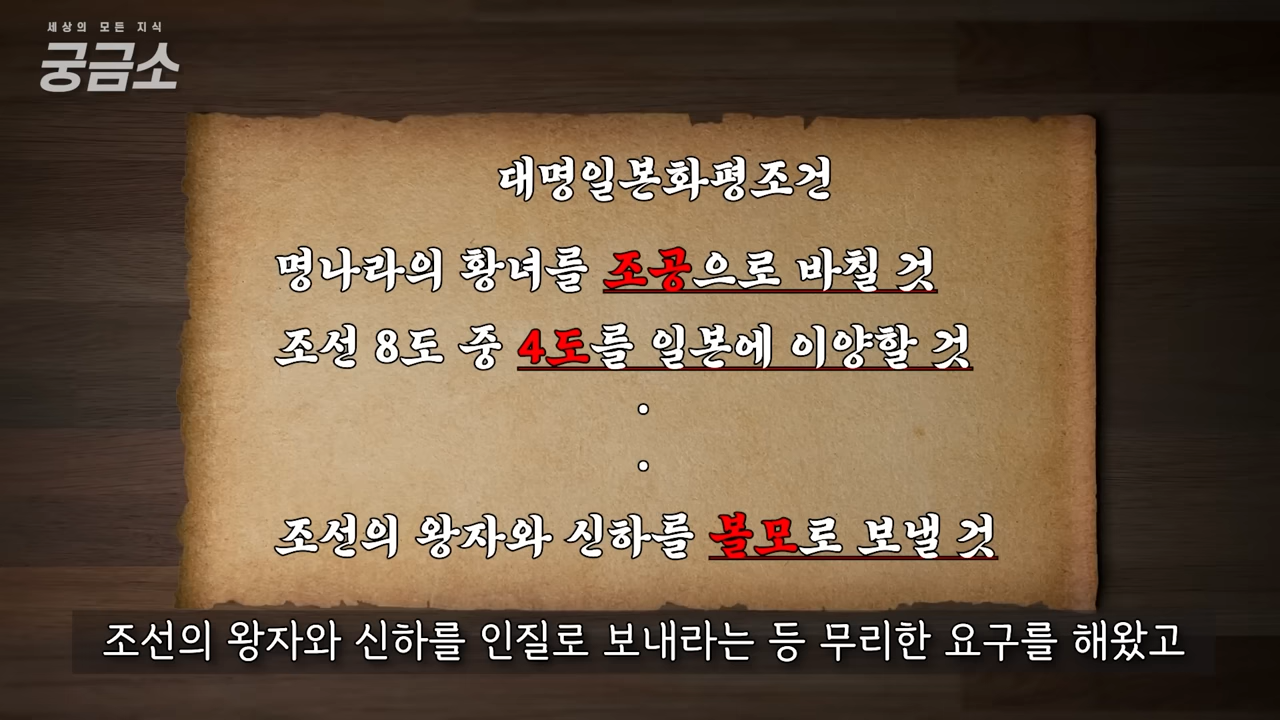 세상의 모든 지식
궁금소
대명일본화평조건
명나라의 황녀를 조공으로 바칠 것
조선 8도 중 4도를 일본에 이양할 것
·
·
조선의 왕자와 신하를 볼모로 보낼 것
조선의 왕자와 신하를 인질로 보내라는 등 무리한 요구를 해왔고